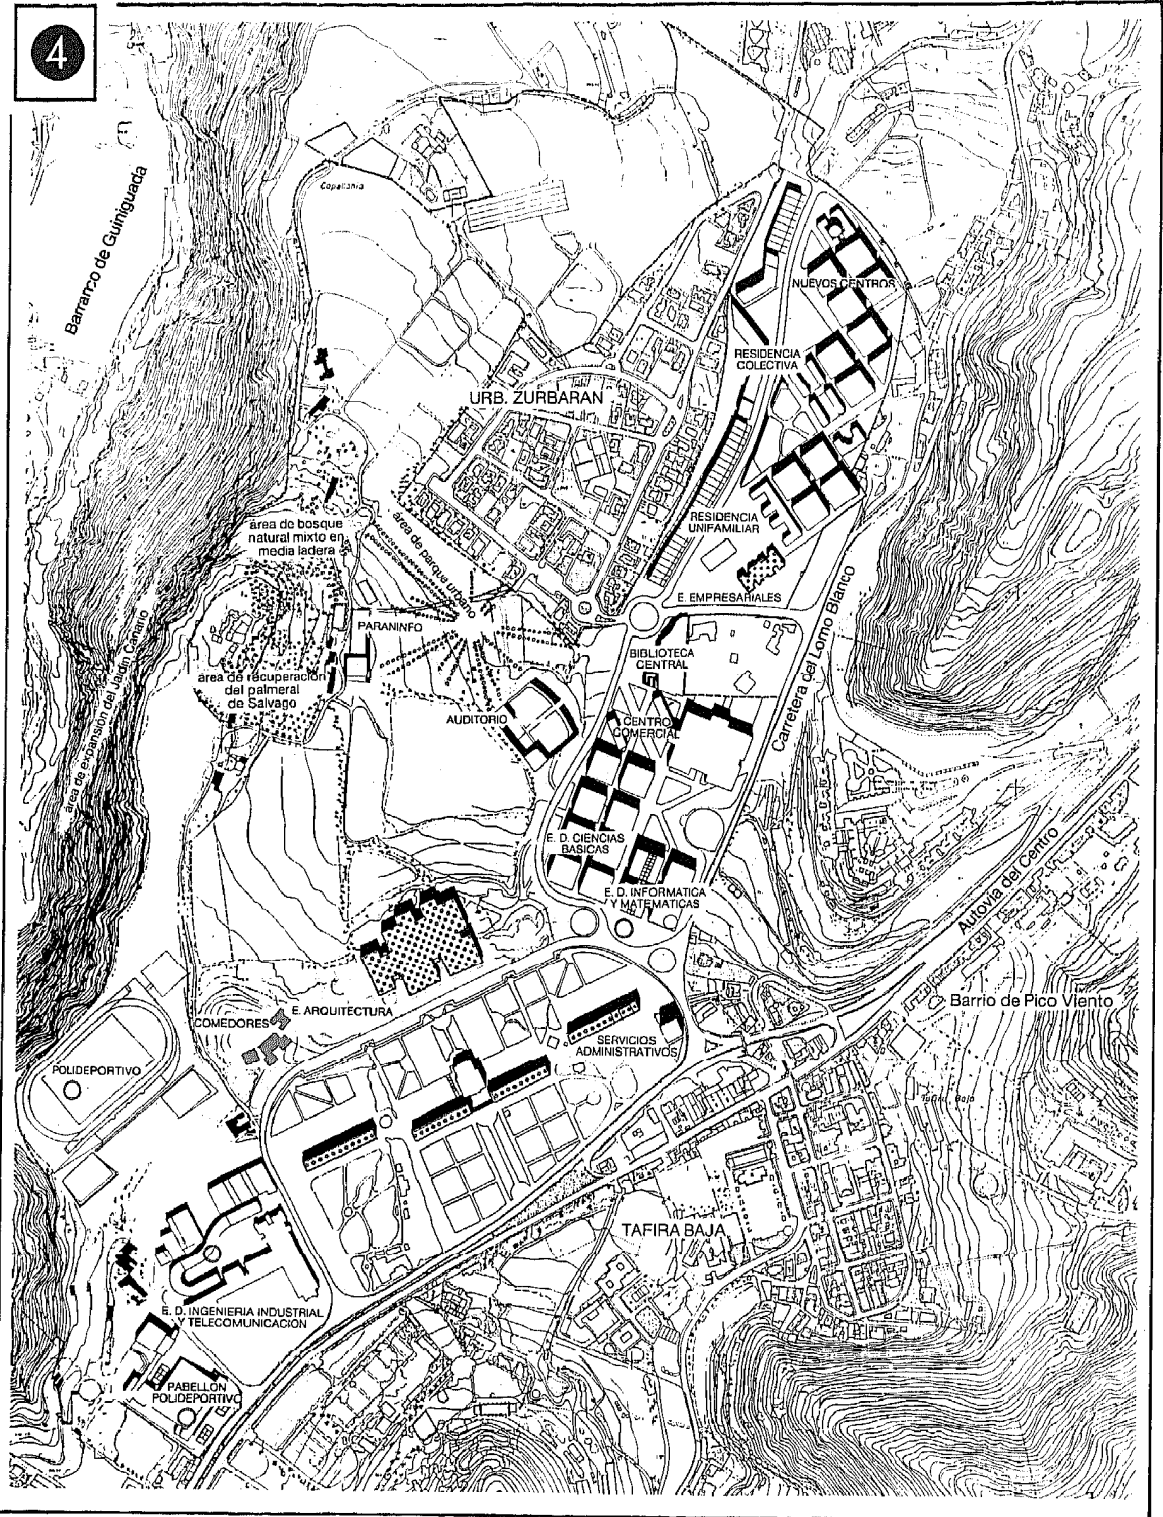 4
Barranco de Guiniguada
NUEVOS CENTROS
RESIDENCIA
COLECTIVA
URB. ZURBARAN
RESIDENCIA
UNIFAMILIAR
área de bosque
natural mixto en
media ladera
área de parque urbano
E. EMPRESARIALES
PARANINFO
BIBLIOTECA
CENTRAL
Carretera del Lomo Blanco
área de recuperación
del palmeral
de Salvago
área de expansión del Jardín Canario
AUDITORIO
CENTRO
COMERCIAL
E. D. CIENCIAS
BASICAS
E. D. INFORMATICA
Y MATEMATICAS
Autovía del Centro
Barrio de Pico Viento
E. ARQUITECTURA
COMEDORES
SERVICIOS
ADMINISTRATIVOS
POLIDEPORTIVO
TAFIRA BAJA
E. D. INGENIERIA INDUSTRIAL
Y TELECOMUNICACION
PABELLON
POLIDEPORTIVO